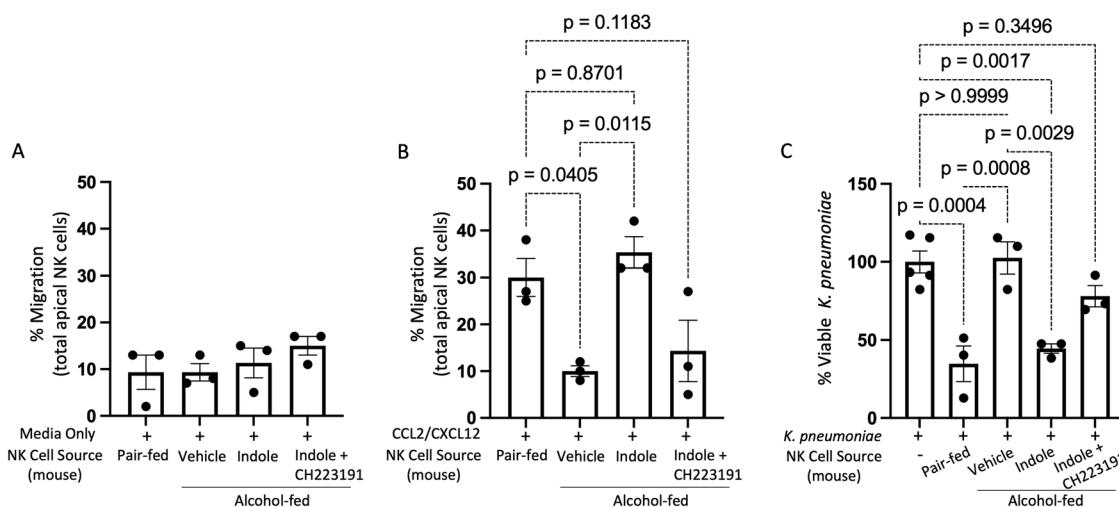 A
% Migration
(total apical NK cells)
50
40
30
20
10
0
Media Only + + + +
NK Cell Source
(mouse)
Pair-fed Vehicle Indole Indole +
CH223191
Alcohol-fed
B
p = 0.1183
p = 0.8701
p = 0.0115
p = 0.0405
% Migration
(total apical NK cells)
50
40
30
20
10
0
CCL2/CXCL12 + + + +
NK Cell Source
(mouse)
Pair-fed Vehicle Indole Indole +
CH223191
Alcohol-fed
C
p = 0.3496
p = 0.0017
p > 0.9999
p = 0.0029
p = 0.0008
p = 0.0004
% Viable K. pneumoniae
150
100
50
0
K. pneumoniae + + + + +
NK Cell Source
(mouse)
- Pair-fed Vehicle Indole Indole +
CH223191
Alcohol-fed